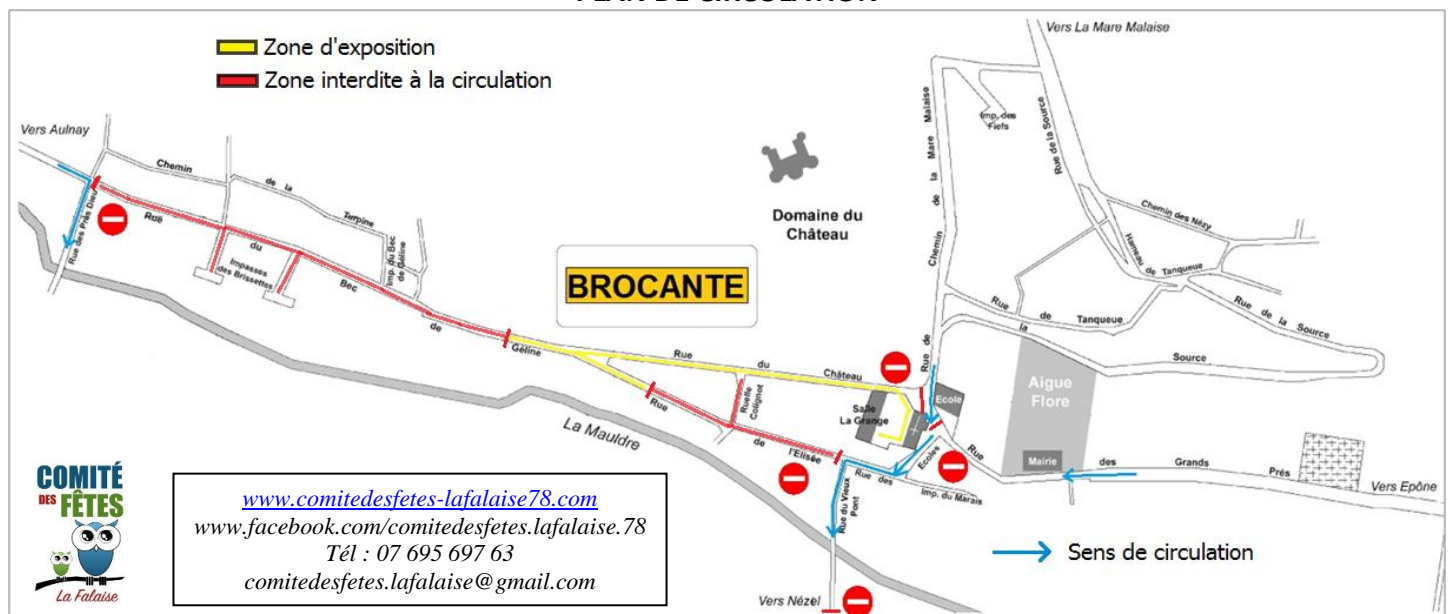 PLAN DE CIRCULATION
Zone d'exposition
Zone interdite à la circulation
Vers La Mare Malaise
Vers Aulnay
Chemin
de la
Turpine
Rue des Près Dieu
Rue
du
Bec
de
Géline
Impasses
des Brissettes
Imp. du Bec
de Géline
BROCANTE
Domaine du
Château
Chemin de la Mare Malaise
Imp. des
Fiefs
Rue de la Source
Chemin des Nézy
Hameau de Tanqueue
Rue de Tanqueue
Rue de la Source
Rue de la Source
Rue
du
Château
Ruelle
Colignot
Rue
de
l'Elisée
Salle
La Grange
Ecole
Aigue
Flore
Mairie
Rue
des
Grands
Prés
Vers Epône
Rue des Ecoles
Imp. du Marais
Rue du Vieux
Pont
La Mauldre
Vers Nézel
Sens de circulation
COMITÉ
DES FÊTES
La Falaise
www.comitedesfetes-lafalaise78.com
www.facebook.com/comitedesfetes.lafalaise.78
Tél : 07 695 697 63
comitedesfetes.lafalaise@gmail.com